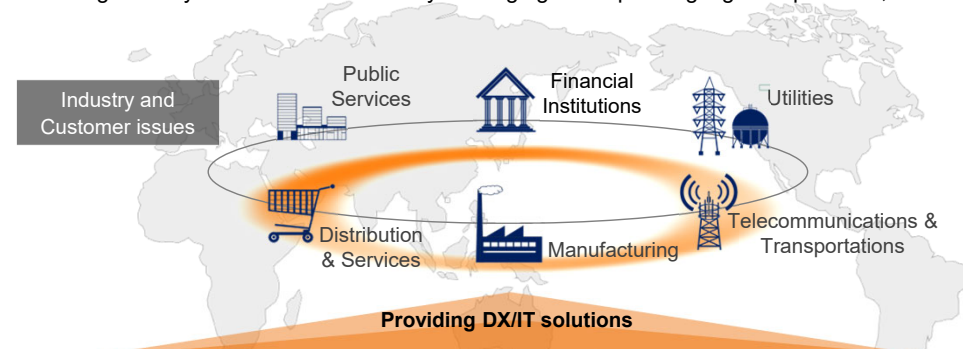 Industry and
Customer issues
Public
Services
Financial
Institutions
Utilities
Distribution
& Services
Manufacturing
Telecommunications &
Transportations
Providing DX/IT solutions